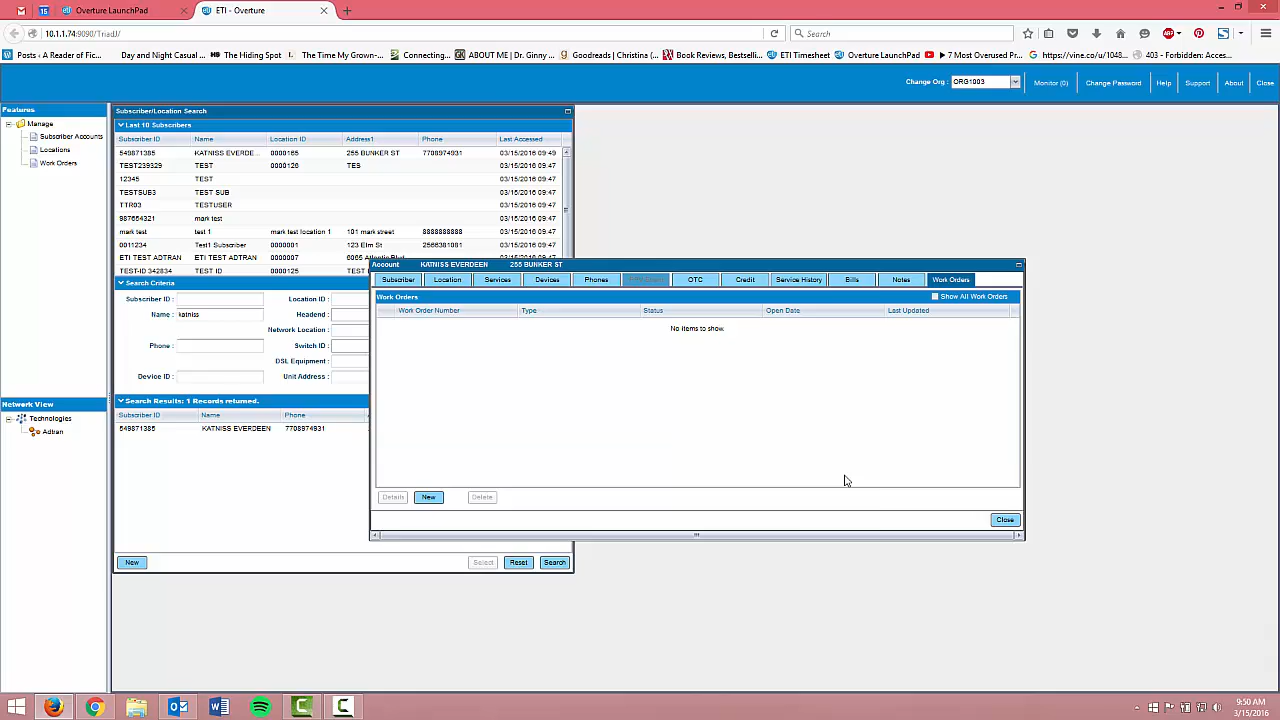 Overture LaunchPad
ETI - Overture
10.1.1.74:9090/TriadJ/
Search
Posts ‹ A Reader of Fict...
Day and Night Casual ...
The Hiding Spot
The Time My Grown-...
Connecting...
ABOUT ME | Dr. Ginny ...
Goodreads | Christina (...
Book Reviews, Bestselli...
ETI Timesheet
Overture LaunchPad
7 Most Overused Pr...
https://vine.co/u/1048...
403 - Forbidden: Acces...
Change Org :
ORG1003
Monitor (0)
Change Password
Help
Support
About
Close
Features
Manage
Subscriber Accounts
Locations
Work Orders
Network View
Technologies
Adtran
Subscriber/Location Search
Last 10 Subscribers
Subscriber ID Name Location ID Address1 Phone Last Accessed
549871385 KATNISS EVERDE... 0000165 255 BUNKER ST 7708974931 03/15/2016 09:49
TEST239329 TEST 0000126 TES 03/15/2016 09:47
12345 TEST 03/15/2016 09:47
TESTSUB3 TEST SUB 03/15/2016 09:47
TTR03 TESTUSER 03/15/2016 09:47
987654321 mark test 03/15/2016 09:47
mark test test 1 mark test location 1 101 mark street 8888888888 03/15/2016 09:47
0011234 Test1 Subscriber 0000001 123 Elm St 2566381081 03/15/2016 09:47
ETI TEST ADTRAN ETI TEST ADTRAN 0000007
TEST-ID 342834 TEST ID 0000125 TEST
Search Criteria
Subscriber ID :
Location ID :
Name : katniss
Headend :
Network Location :
Phone :
Switch ID :
DSL Equipment :
Device ID :
Unit Address :
Search Results: 1 Records returned.
Subscriber ID Name Phone
549871385 KATNISS EVERDEEN 7708974931
New
Select
Reset
Search
Account KATNISS EVERDEEN 255 BUNKER ST
Subscriber Location Services Devices Phones OTC Credit Service History Bills Notes Work Orders
Work Orders
Show All Work Orders
Work Order Number Type Status Open Date Last Updated
No items to show.
Details
New
Delete
Close
9:50 AM
3/15/2016